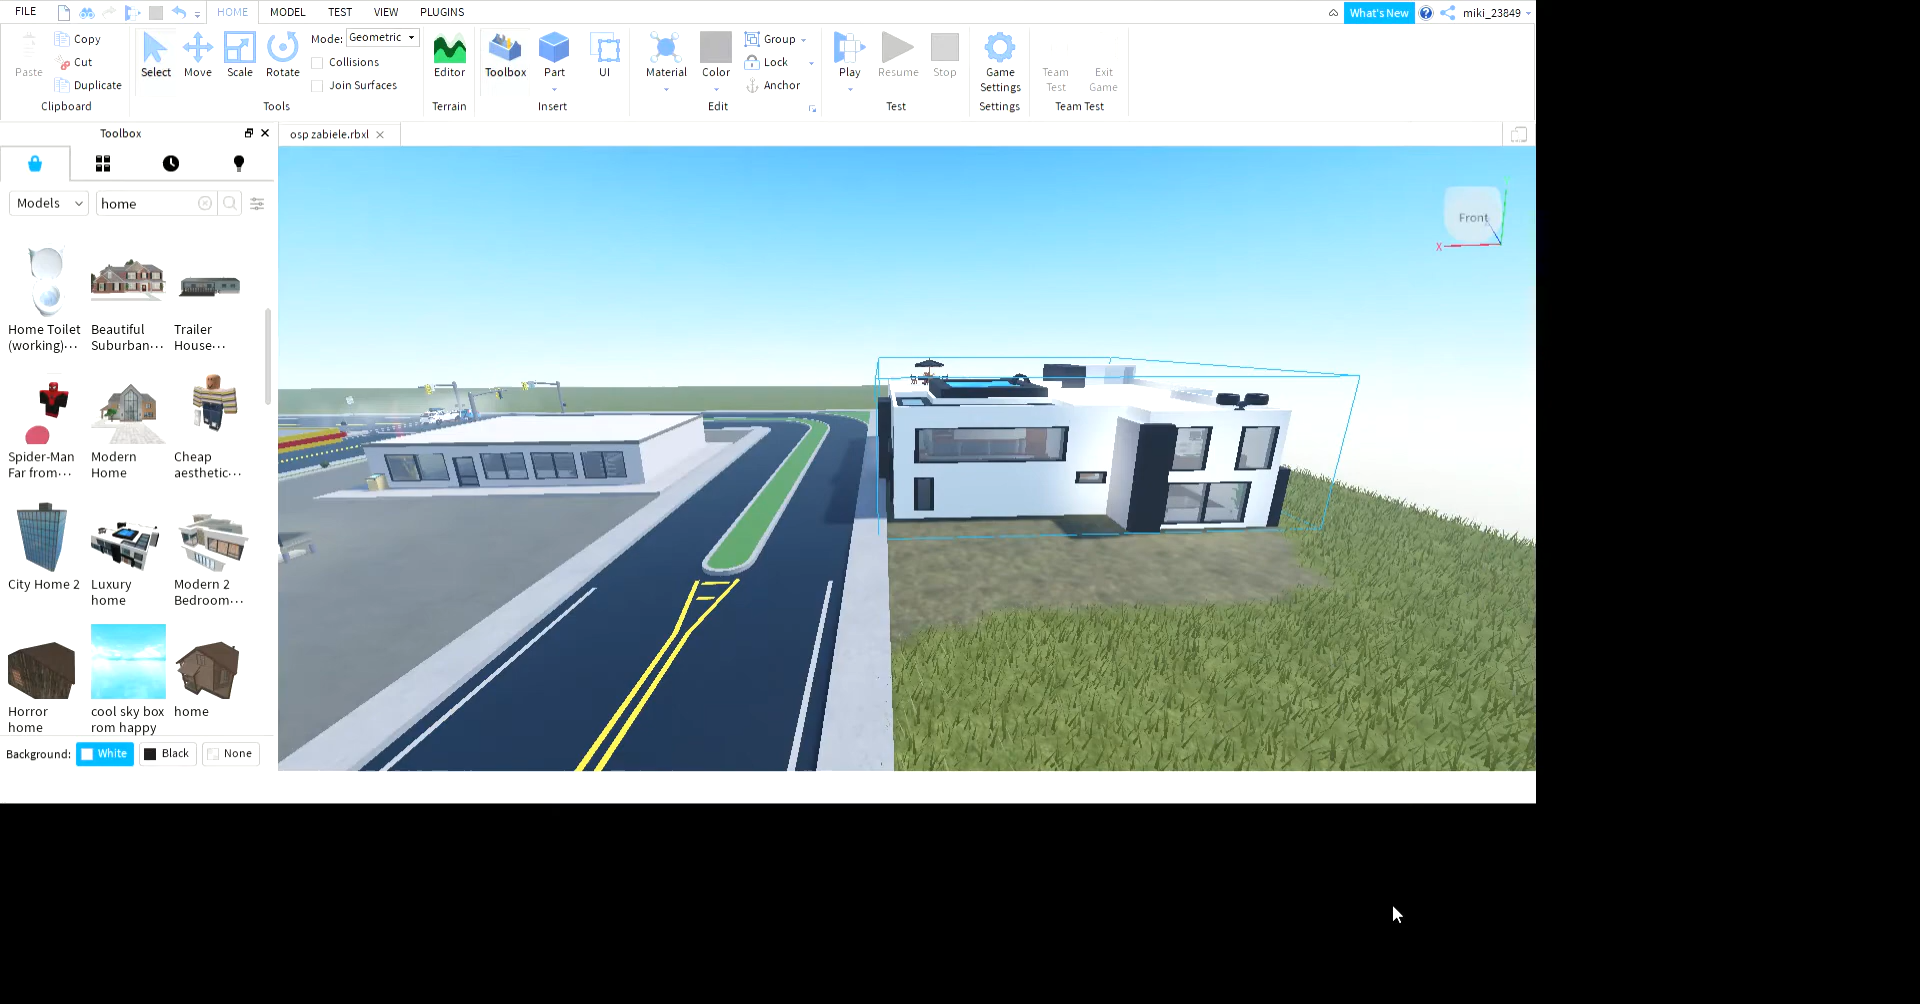 FILE HOME MODEL TEST VIEW PLUGINS What's New miki_23849
Paste Copy Cut Duplicate
Clipboard
Select Move Scale Rotate
Mode: Geometric
Collisions
Join Surfaces
Tools
Editor
Terrain
Toolbox Part UI
Insert
Material Color Group Lock Anchor
Edit
Play Resume Stop
Test
Game
Settings
Settings
Team
Test
Exit
Game
Team Test
Toolbox
osp zabiele.rbxl
Models home
Home Toilet
(working)...
Beautiful
Suburban...
Trailer
House...
Spider-Man
Far from...
Modern
Home
Cheap
aesthetic...
City Home 2
Luxury
home
Modern 2
Bedroom...
Horror
home
cool sky box
rom happy
home
Background: White Black None
Front
X